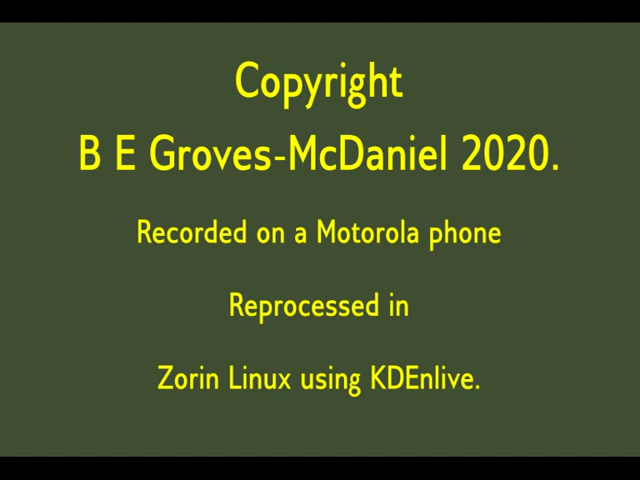 Copyright
B E Groves-McDaniel 2020.
Recorded on a Motorola phone
Reprocessed in
Zorin Linux using KDEnlive.